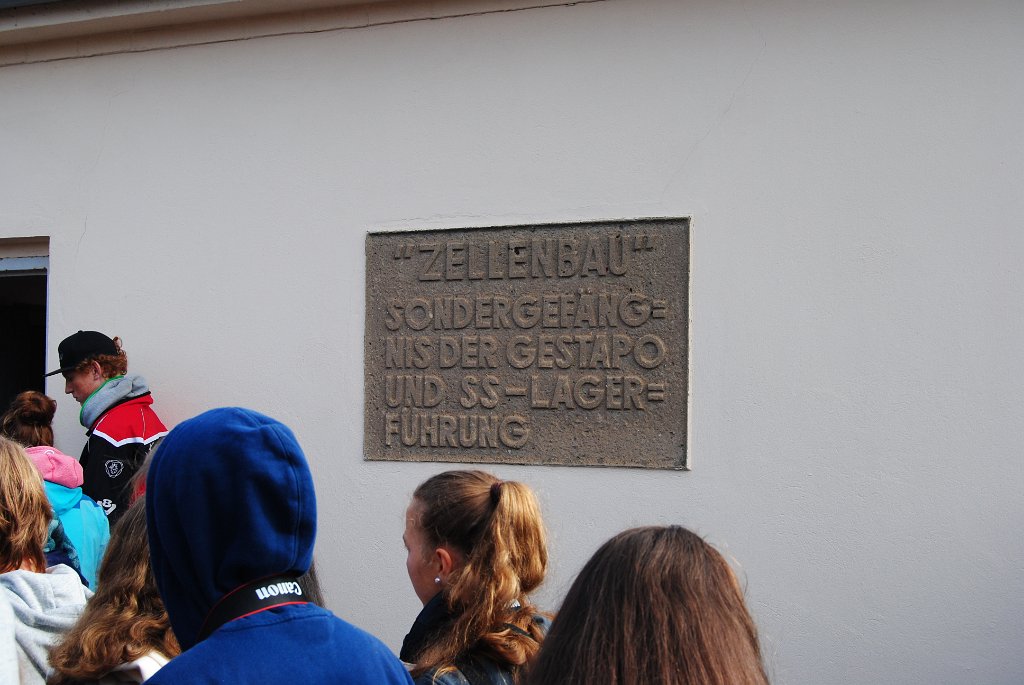 "ZELLENBAU"
SONDERGEFÄNG=
NIS DER GESTAPO
UND SS-LAGER=
FÜHRUNG
Canon